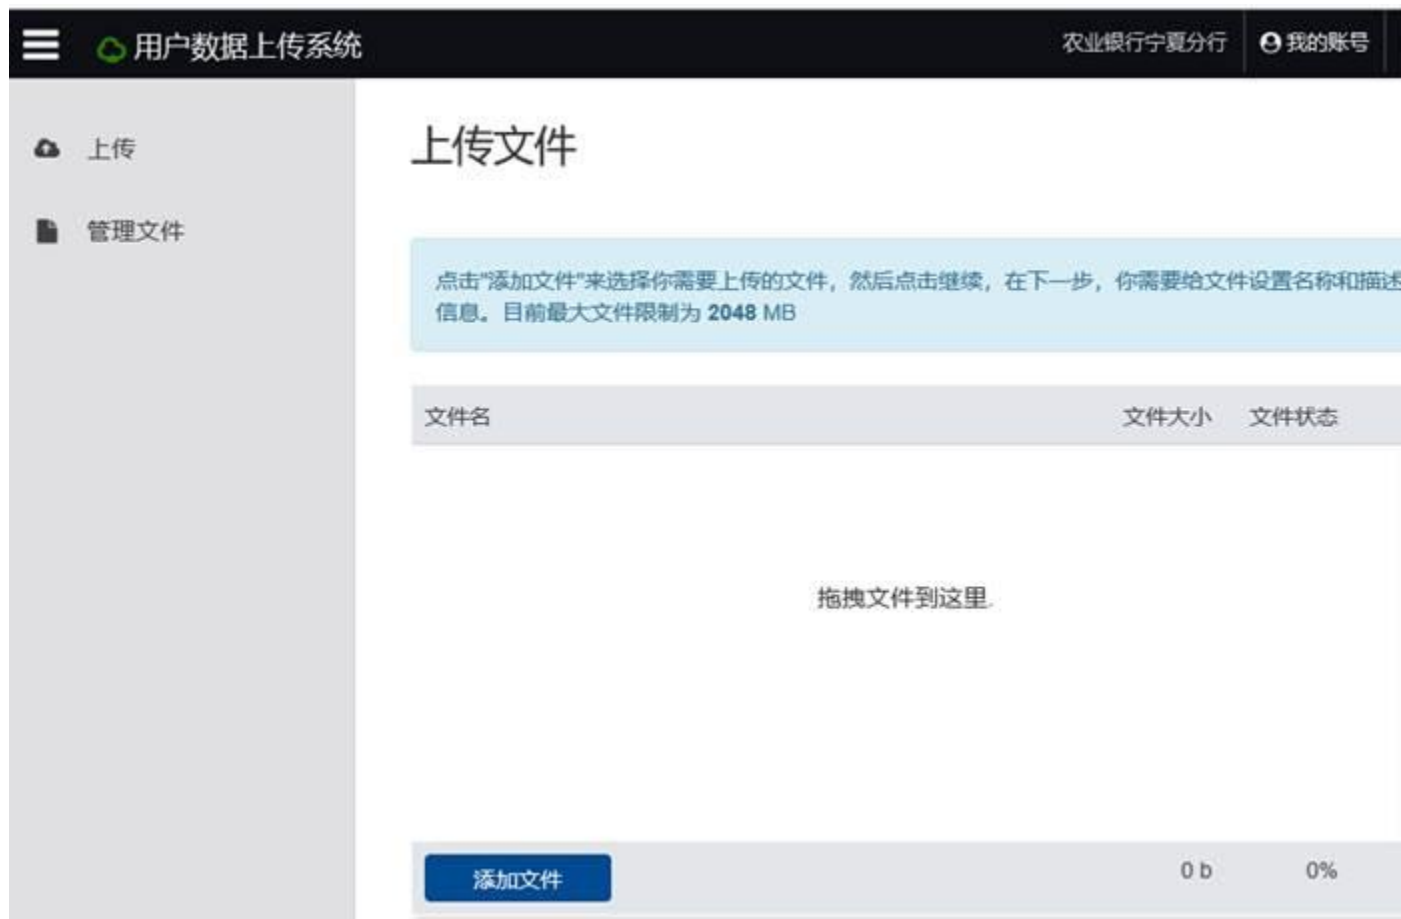 用户数据上传系统
农业银行宁夏分行
我的账号
上传
管理文件
上传文件
点击"添加文件"来选择你需要上传的文件，然后点击继续，在下一步，你需要给文件设置名称和描述
信息。目前最大文件限制为 2048 MB
文件名 文件大小 文件状态
拖拽文件到这里.
添加文件 0 b 0%